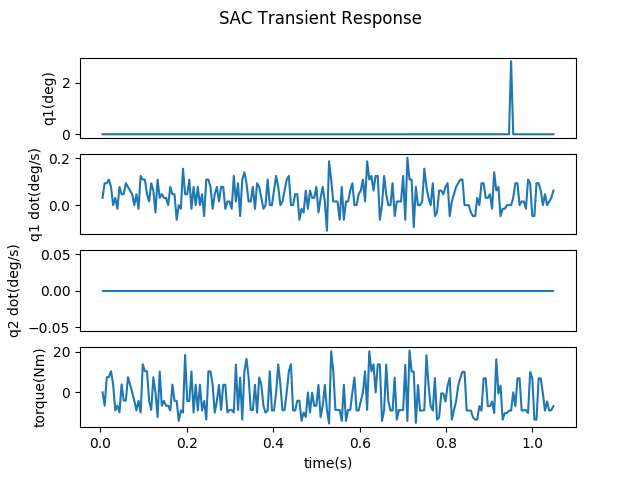 SAC Transient Response
q1(deg)
2
0
q1 dot(deg/s)
0.2
0.0
q2 dot(deg/s)
0.05
0.00
−0.05
torque(Nm)
20
0
0.0 0.2 0.4 0.6 0.8 1.0
time(s)